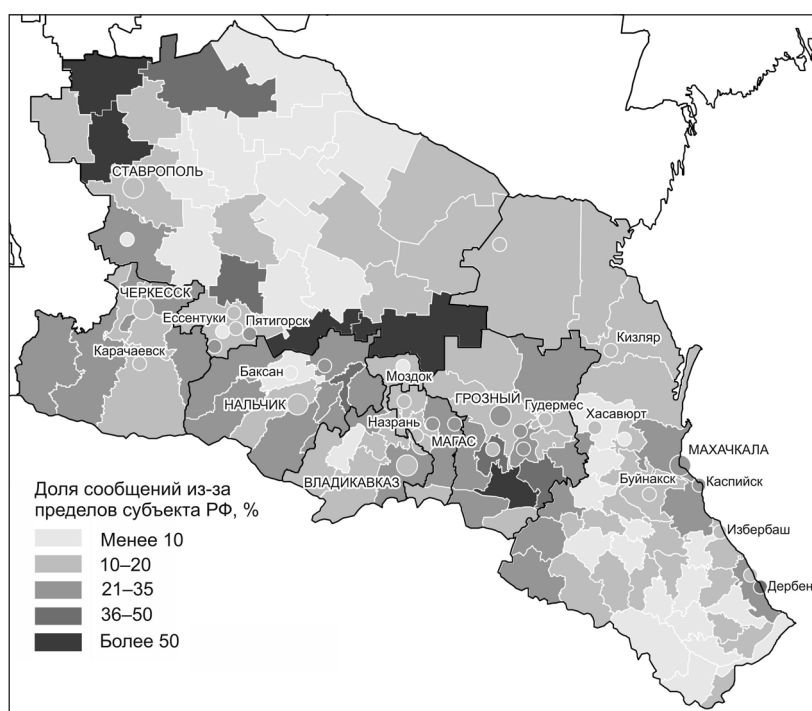 СТАВРОПОЛЬ
ЧЕРКЕССК
Ессентуки
Пятигорск
Карачаевск
Кизляр
Баксан
Моздок
НАЛЬЧИК
ГРОЗНЫЙ
Гудермес
Хасавюрт
Назрань
МАГАС
МАХАЧКАЛА
ВЛАДИКАВКАЗ
Каспийск
Буйнакск
Избербаш
Дербен
Доля сообщений из-за
пределов субъекта РФ, %
Менее 10
10–20
21–35
36–50
Более 50